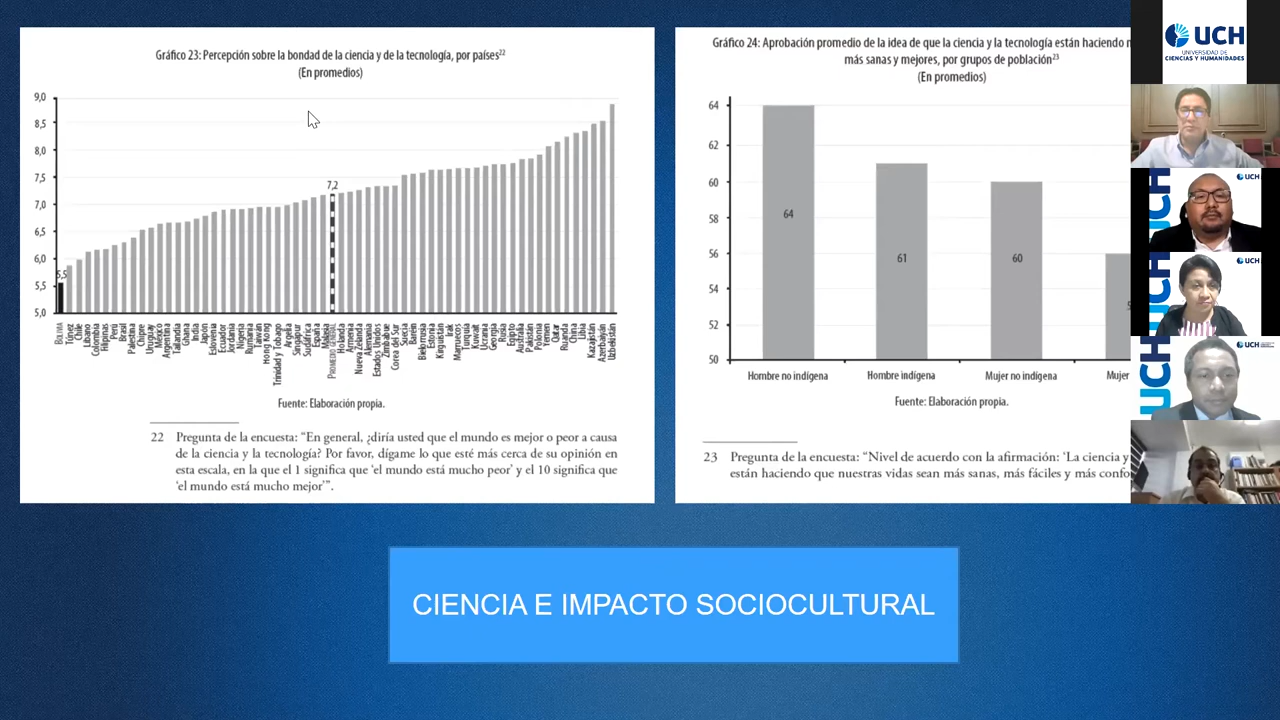 Gráfico 23: Percepción sobre la bondad de la ciencia y de la tecnología, por países22
(En promedios)
9,0
8,5
8,0
7,5
7,0
6,5
6,0
5,5
5,0
5,5
7,2
BOLIVIA
Túnez
Chile
Líbano
Colombia
Filipinas
Perú
Brasil
Palestina
Chipre
Uruguay
México
Argentina
Tailandia
Ghana
India
Japón
Eslovenia
Ecuador
Jordania
Nigeria
Rumania
Taiwán
Hong Kong
Trinidad y Tobago
Argelia
Singapur
Sudáfrica
España
Malasia
PROMEDIO GENERAL
Holanda
Armenia
Nueva Zelanda
Alemania
Estados Unidos
Zimbabue
Corea del Sur
Suecia
Barein
Bielorrusia
Estonia
Kirguistán
Irak
Marruecos
Turquía
Kuwait
Ucrania
Georgia
Rusia
Egipto
Australia
Pakistán
Polonia
Yemen
Qatar
Ruanda
China
Libia
Kazajistán
Azerbaiyán
Uzbekistán
Fuente: Elaboración propia.
22 Pregunta de la encuesta: “En general, ¿diría usted que el mundo es mejor o peor a causa
de la ciencia y la tecnología? Por favor, dígame lo que esté más cerca de su opinión en
esta escala, en la que el 1 significa que ‘el mundo está mucho peor’ y el 10 significa que
‘el mundo está mucho mejor’”.
Gráfico 24: Aprobación promedio de la idea de que la ciencia y la tecnología están haciendo
más sanas y mejores, por grupos de población23
(En promedios)
64
62
60
58
56
54
52
50
64
61
60
Hombre no indígena
Hombre indígena
Mujer no indígena
Mujer
Fuente: Elaboración propia.
23 Pregunta de la encuesta: “Nivel de acuerdo con la afirmación: ‘La ciencia y
están haciendo que nuestras vidas sean más sanas, más fáciles y más
CIENCIA E IMPACTO SOCIOCULTURAL
UCH
UNIVERSIDAD DE
CIENCIAS Y HUMANIDADES
UCH
UCH
UCH
UCH
UCH
UCH